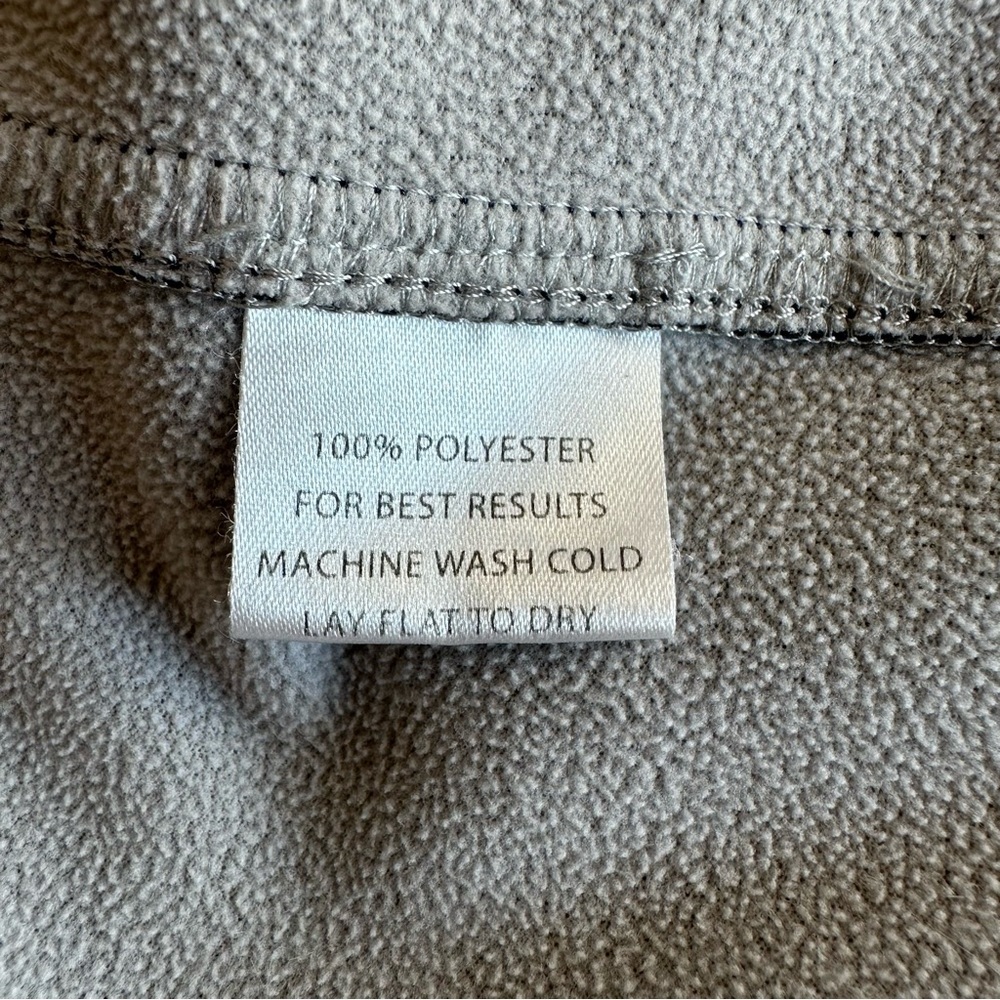 100% POLYESTER
FOR BEST RESULTS
MACHINE WASH COLD
LAY FLAT TO DRY